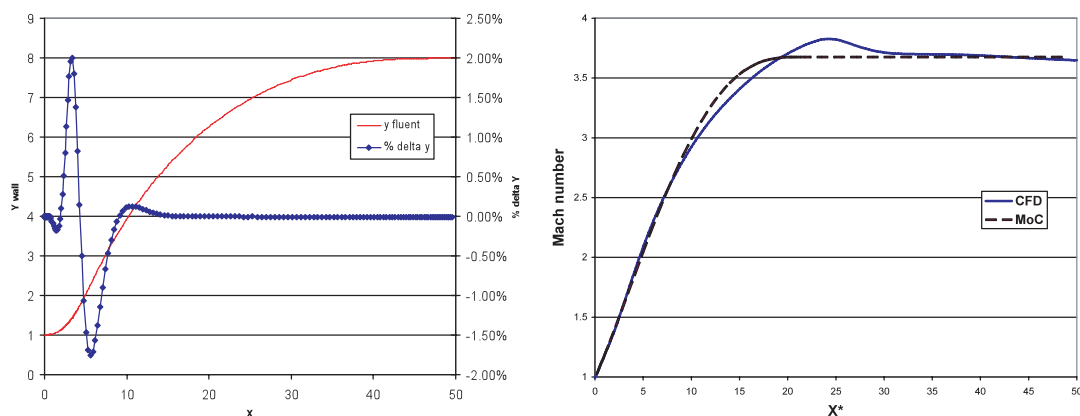 9
8
7
6
5
4
3
2
1
0
Y wall
2.50%
2.00%
1.50%
1.00%
0.50%
0.00%
-0.50%
-1.00%
-1.50%
-2.00%
% delta Y
y fluent
% delta y
0 10 20 30 40 50
x
4
3.5
3
2.5
2
1.5
1
Mach number
CFD
MoC
0 5 10 15 20 25 30 35 40 45 50
X*